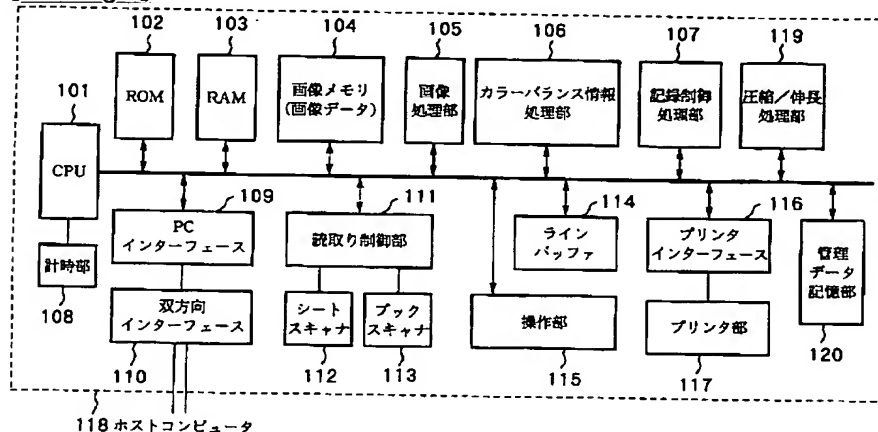 102
103
104
105
106
107
119
101
ROM
RAM
画像メモリ
(画像データ)
画像
処理部
カラーバランス情報
処理部
記録制御
処理部
圧縮/伸長
処理部
CPU
109
111
114
116
PC
インターフェース
読取り制御部
ライン
バッファ
プリンタ
インターフェース
管理
データ
記憶部
計時部
108
双方向
インターフェース
シート
スキャナ
ブック
スキャナ
操作部
プリンタ部
110
112
113
115
117
120
118 ホストコンピュータ